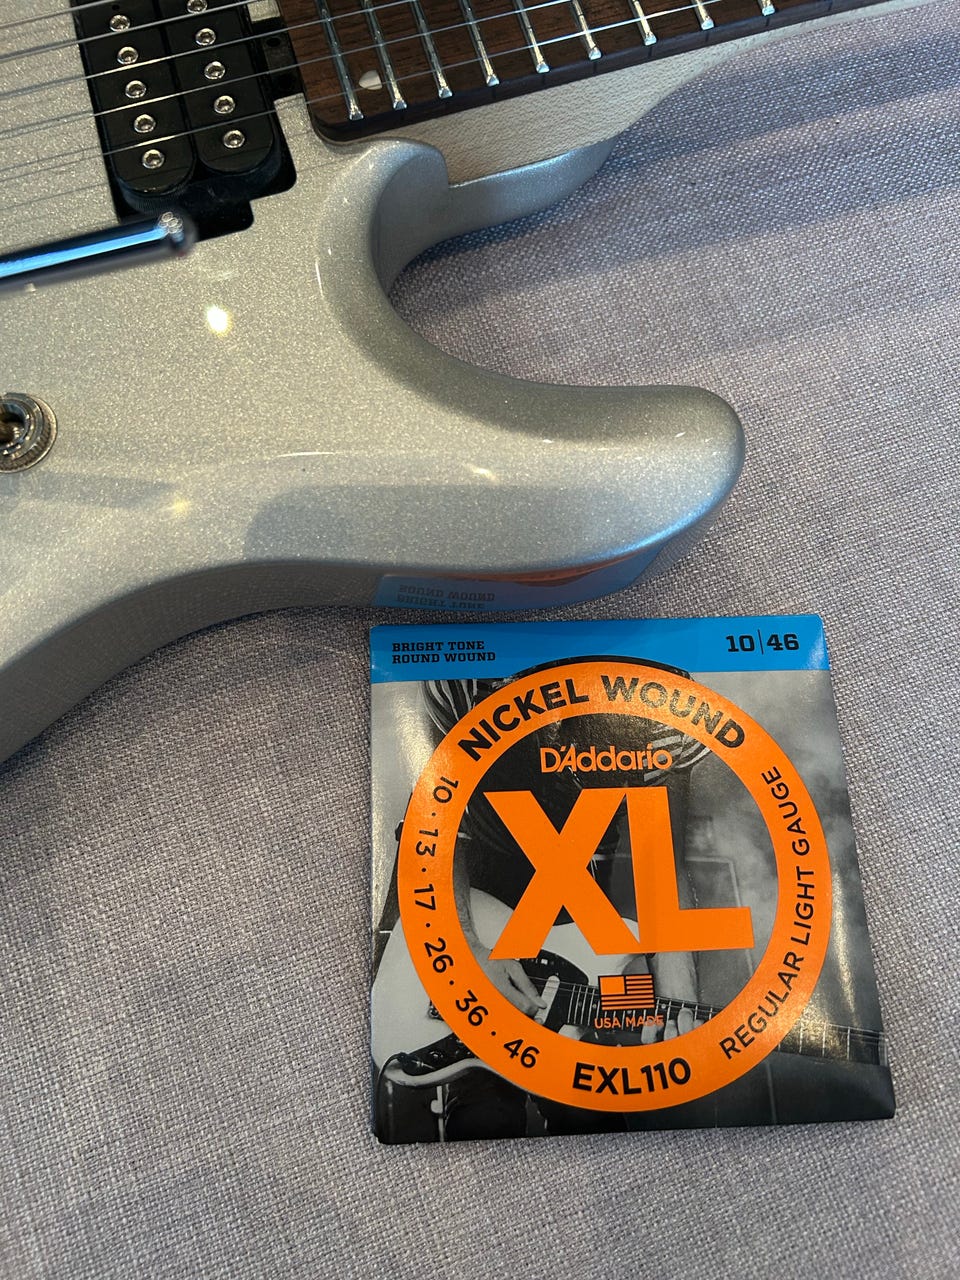 BRIGHT TONE
ROUND WOUND
10|46
NICKEL WOUND
D'Addario
XL
10 · 13 · 17 · 26 · 36 · 46
REGULAR LIGHT GAUGE
USA MADE
EXL110